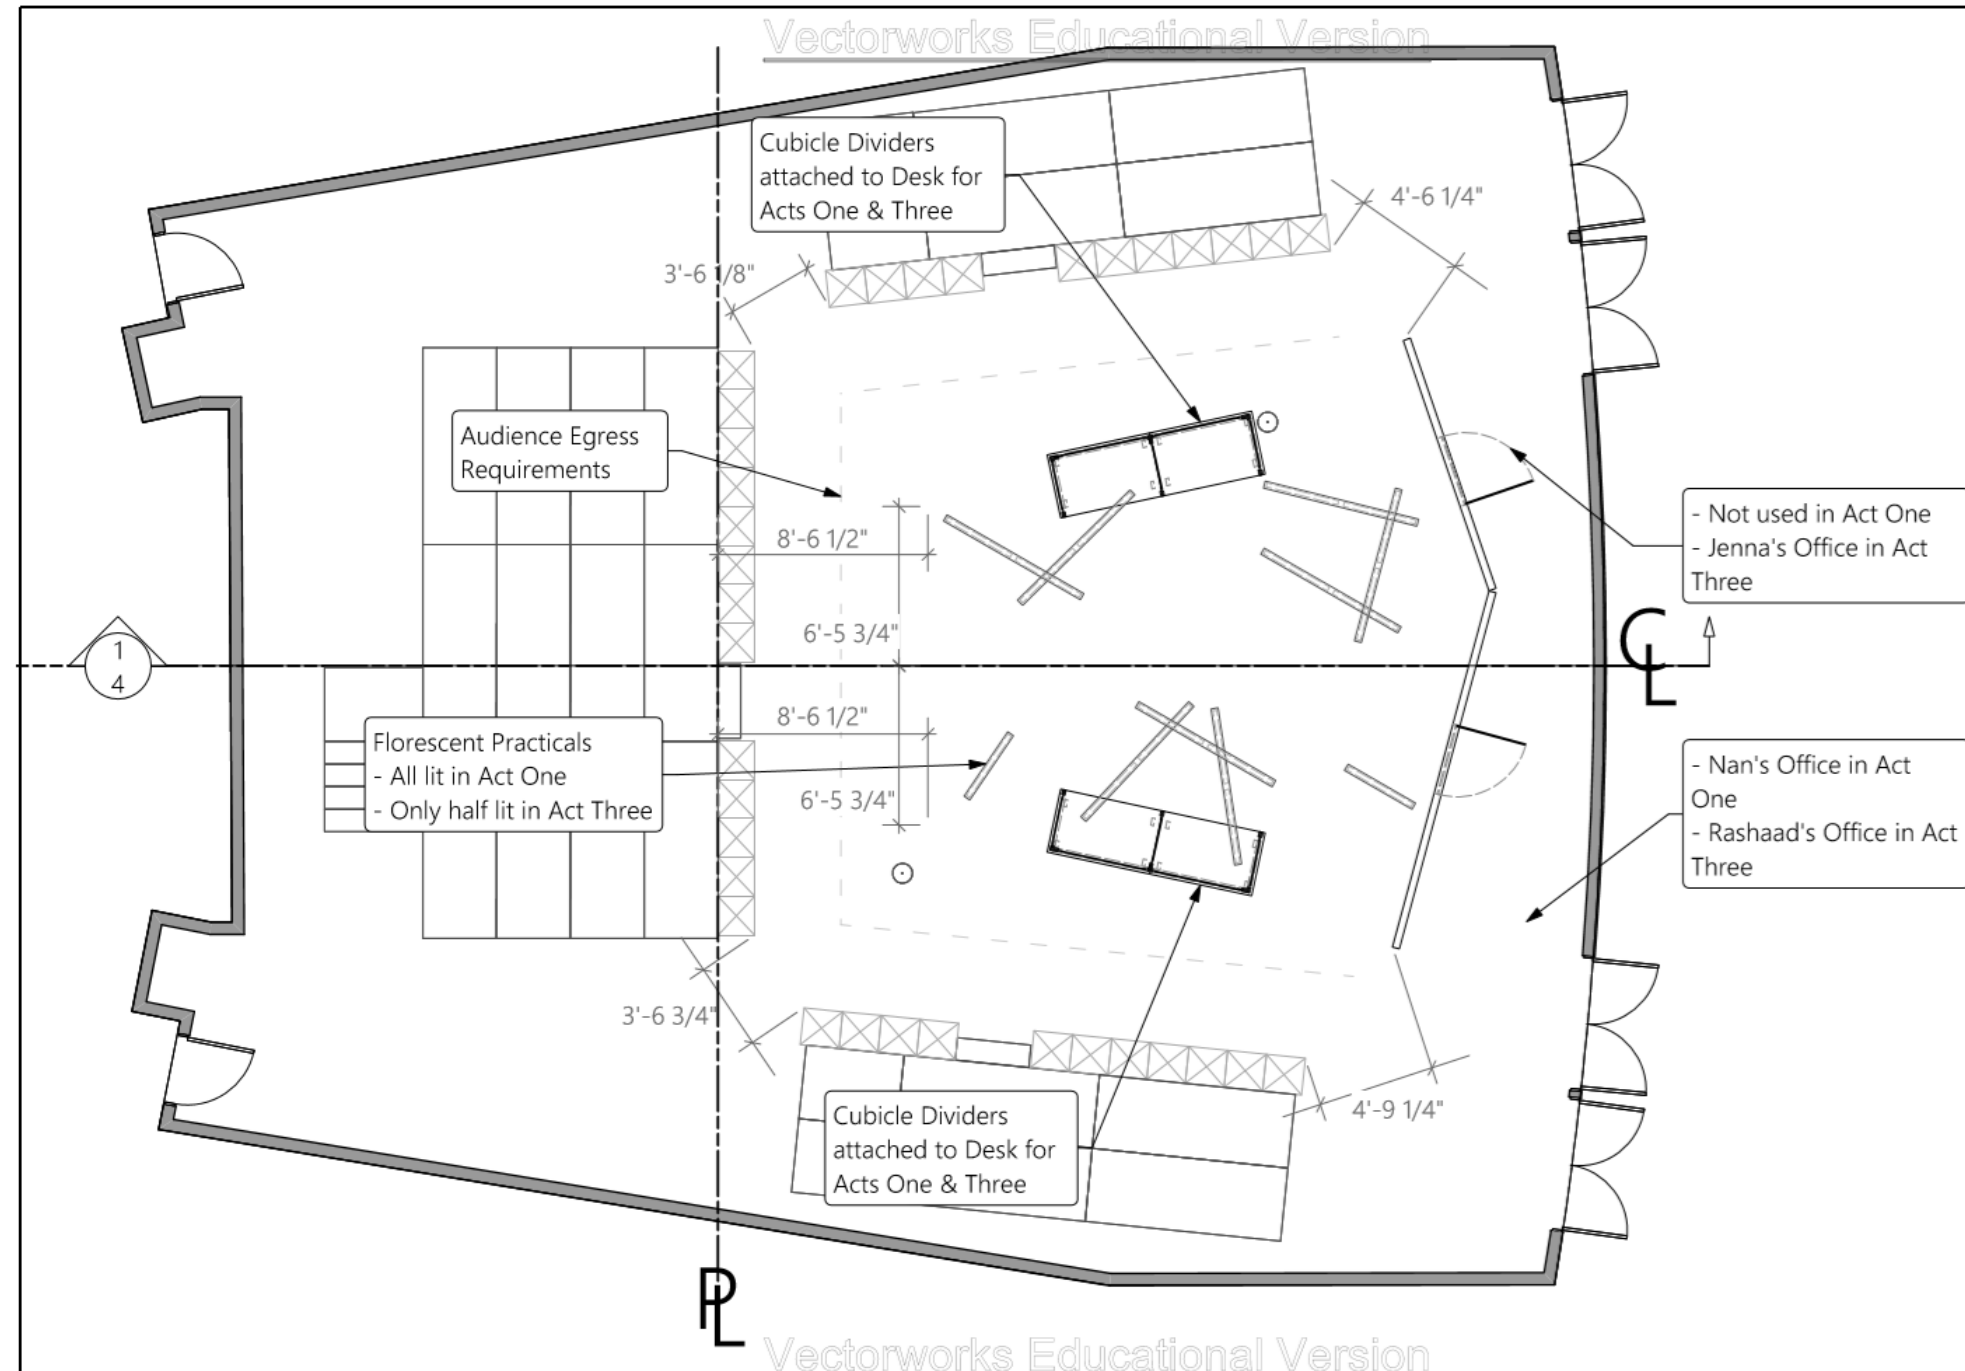 Vectorworks Educational Version
Cubicle Dividers
attached to Desk for
Acts One & Three
4'-6 1/4"
3'-6 1/8"
Audience Egress
Requirements
8'-6 1/2"
- Not used in Act One
- Jenna's Office in Act
Three
6'-5 3/4"
CL
1
4
8'-6 1/2"
Florescent Practicals
- All lit in Act One
- Only half lit in Act Three
6'-5 3/4"
- Nan's Office in Act
One
- Rashaad's Office in Act
Three
3'-6 3/4"
Cubicle Dividers
attached to Desk for
Acts One & Three
4'-9 1/4"
PL
Vectorworks Educational Version